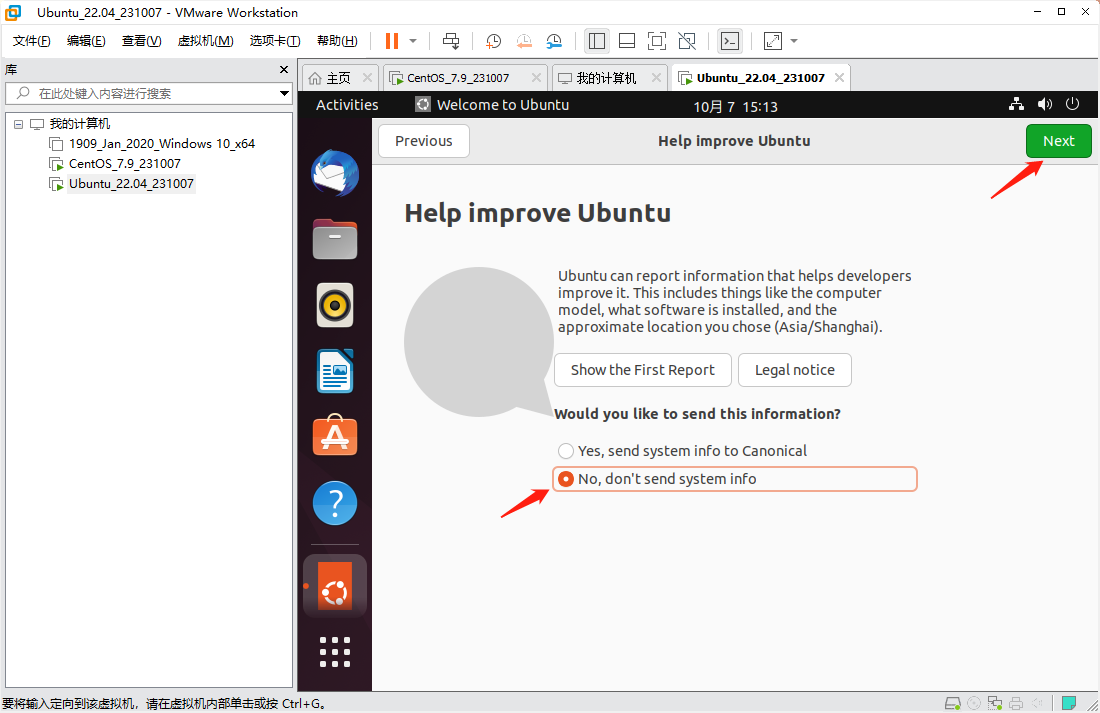 Ubuntu_22.04_231007 - VMware Workstation
文件(F) 编辑(E) 查看(V) 虚拟机(M) 选项卡(T) 帮助(H)
库
在此处键入内容进行搜索
我的计算机
1909_Jan_2020_Windows 10_x64
CentOS_7.9_231007
Ubuntu_22.04_231007
主页 CentOS_7.9_231007 我的计算机 Ubuntu_22.04_231007
Activities Welcome to Ubuntu 10月 7 15:13
Previous Help improve Ubuntu Next
Help improve Ubuntu
Ubuntu can report information that helps developers
improve it. This includes things like the computer
model, what software is installed, and the
approximate location you chose (Asia/Shanghai).
Show the First Report Legal notice
Would you like to send this information?
Yes, send system info to Canonical
No, don't send system info
要将输入定向到该虚拟机，请在虚拟机内部单击或按 Ctrl+G。